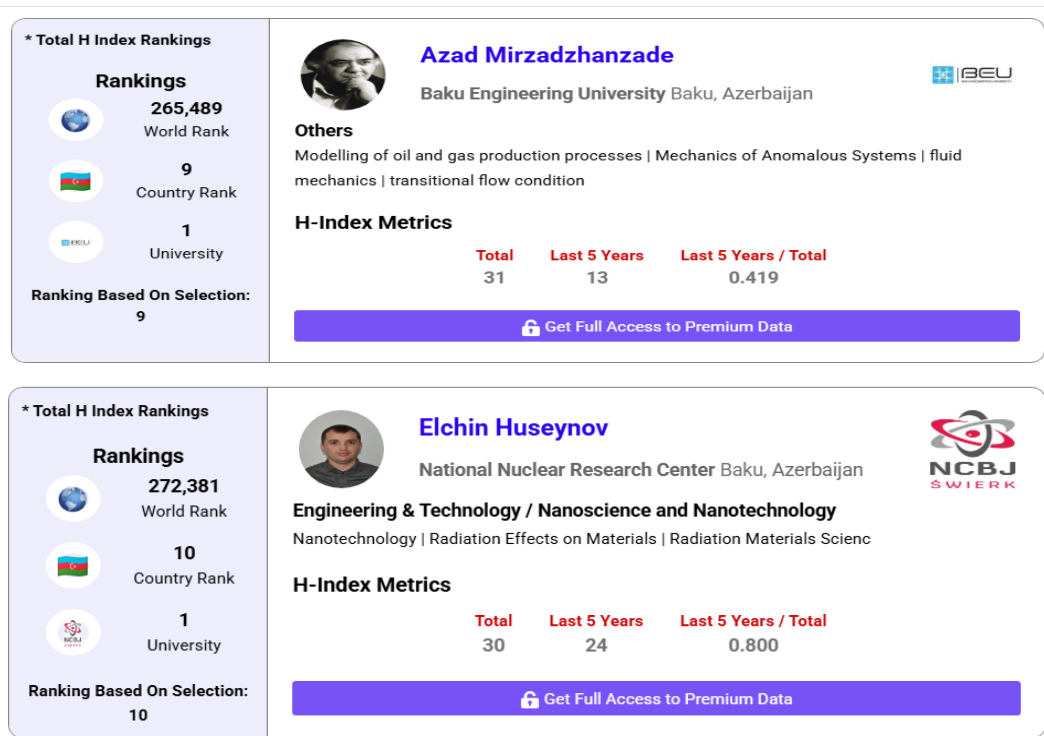 * Total H Index Rankings
Rankings
265,489
World Rank
9
Country Rank
BEU
1
University
Ranking Based On Selection:
9
Azad Mirzadzhanzade
Baku Engineering University Baku, Azerbaijan
BEU
Others
Modelling of oil and gas production processes | Mechanics of Anomalous Systems | fluid
mechanics | transitional flow condition
H-Index Metrics
Total Last 5 Years Last 5 Years / Total
31 13 0.419
Get Full Access to Premium Data
* Total H Index Rankings
Rankings
272,381
World Rank
10
Country Rank
NCBJ
1
University
Ranking Based On Selection:
10
Elchin Huseynov
National Nuclear Research Center Baku, Azerbaijan
NCBJ
ŚWIERK
Engineering & Technology / Nanoscience and Nanotechnology
Nanotechnology | Radiation Effects on Materials | Radiation Materials Scienc
H-Index Metrics
Total Last 5 Years Last 5 Years / Total
30 24 0.800
Get Full Access to Premium Data